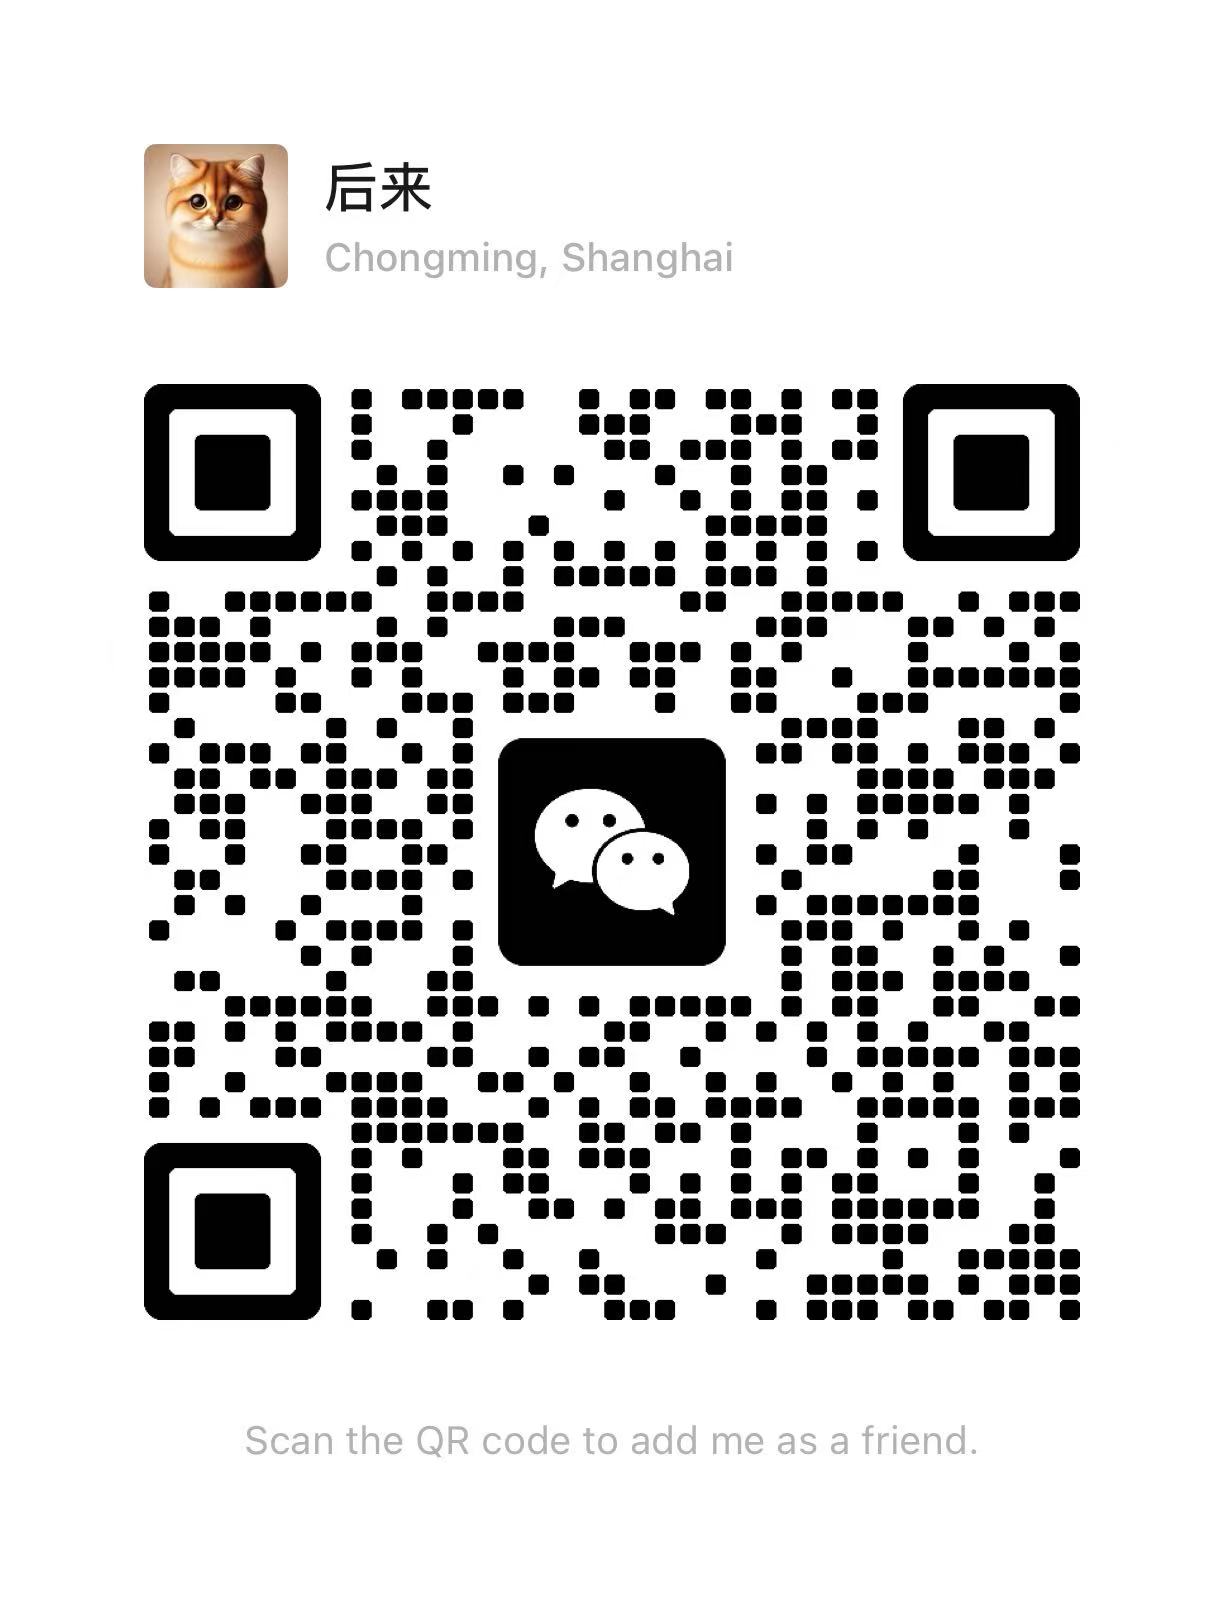 后来
Chongming, Shanghai
Scan the QR code to add me as a friend.